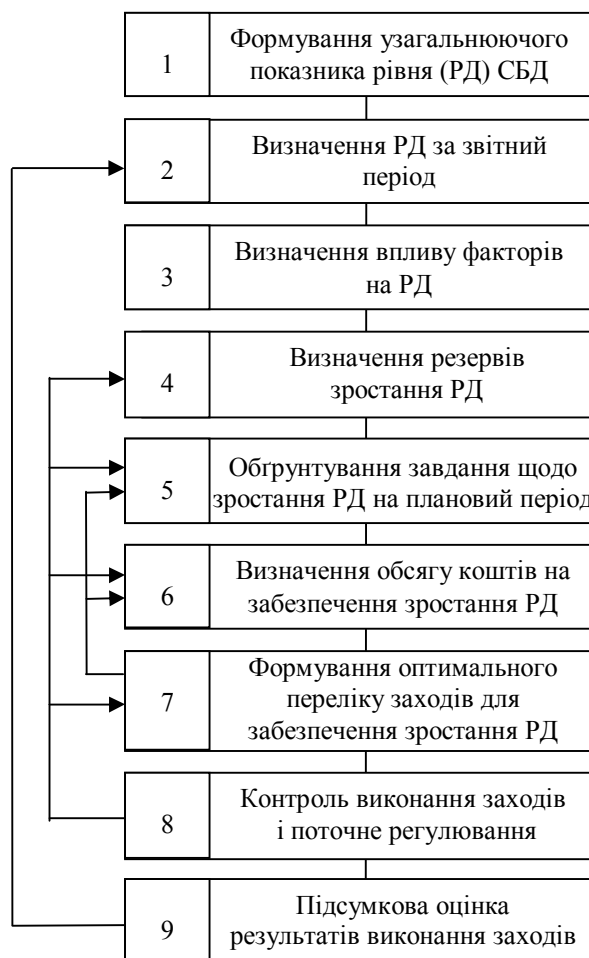 1
Формування узагальнюючого
показника рівня (РД) СБД
2
Визначення РД за звітний
період
3
Визначення впливу факторів
на РД
4
Визначення резервів
зростання РД
5
Обґрунтування завдання щодо
зростання РД на плановий період
6
Визначення обсягу коштів на
забезпечення зростання РД
7
Формування оптимального
переліку заходів для
забезпечення зростання РД
8
Контроль виконання заходів
і поточне регулювання
9
Підсумкова оцінка
результатів виконання заходів